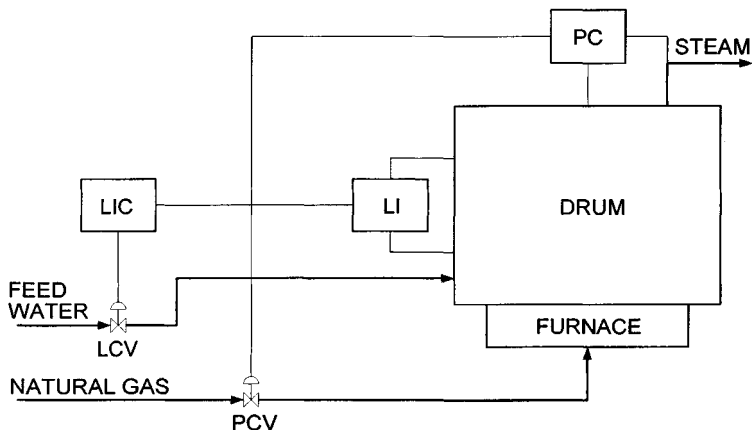 PC
STEAM
DRUM
LIC
LI
FEED
WATER
LCV
FURNACE
NATURAL GAS
PCV